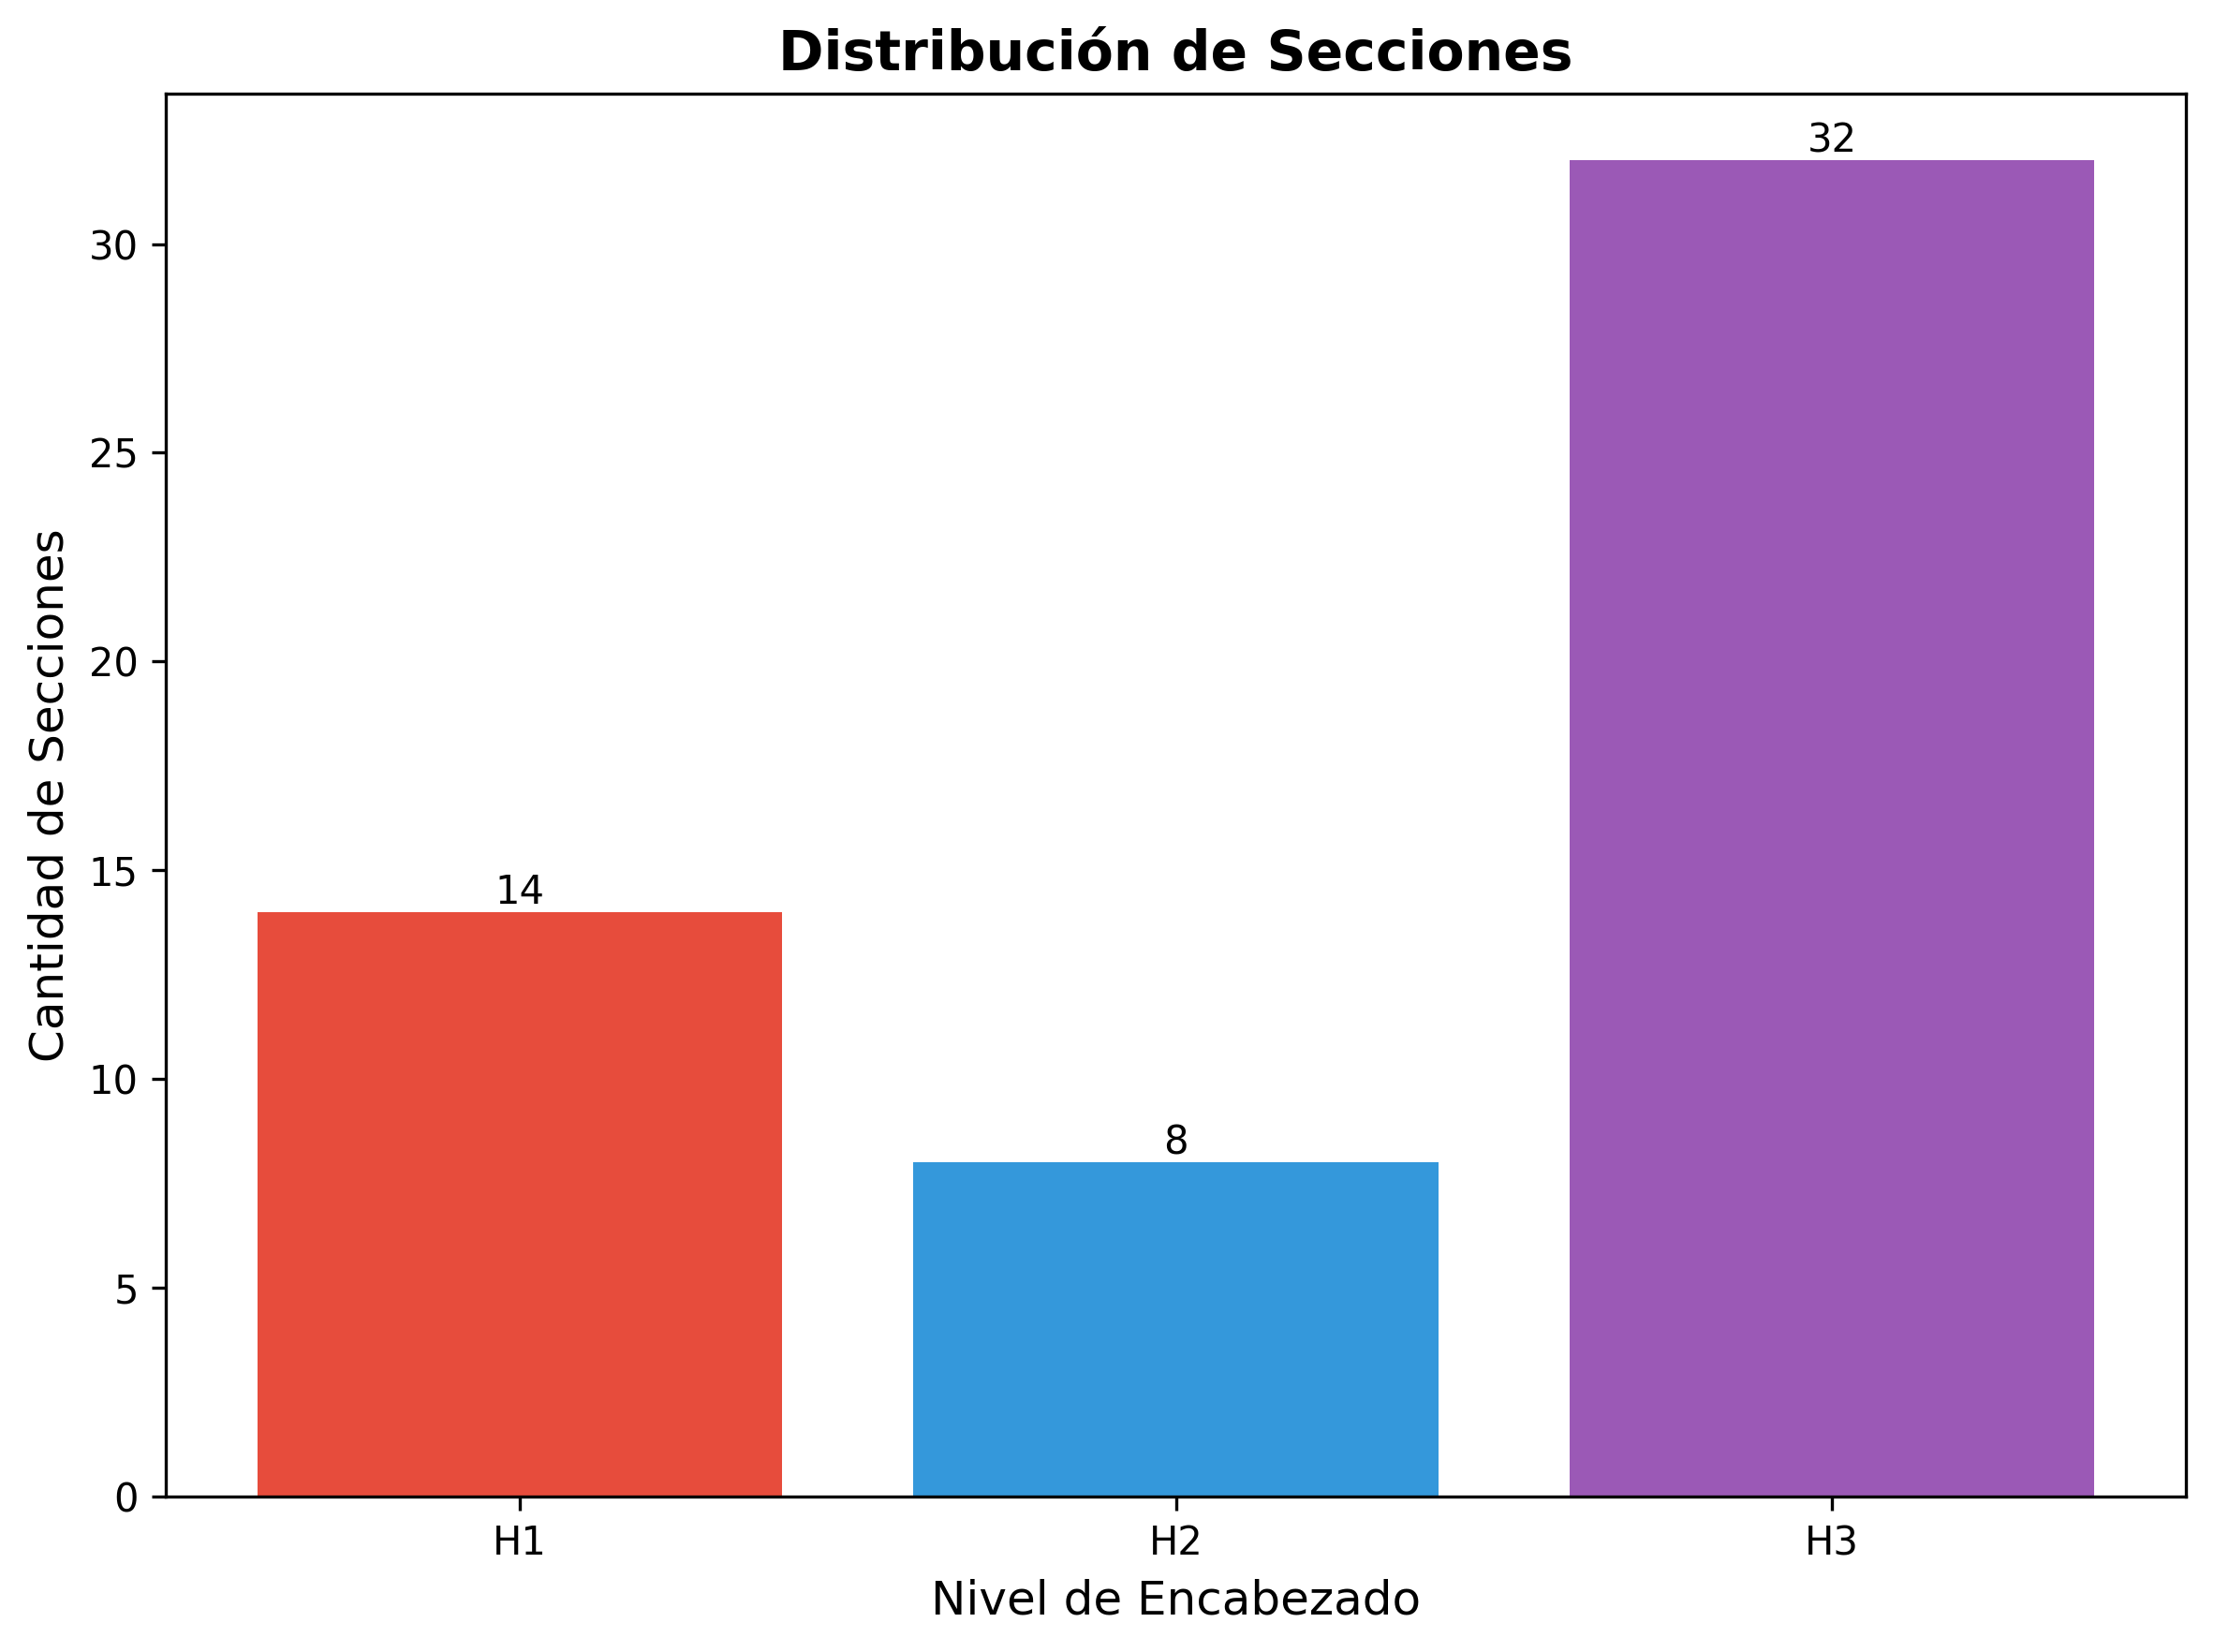 Distribución de Secciones
32
30
25
20
15
14
10
8
5
0
Cantidad de Secciones
H1
H2
H3
Nivel de Encabezado